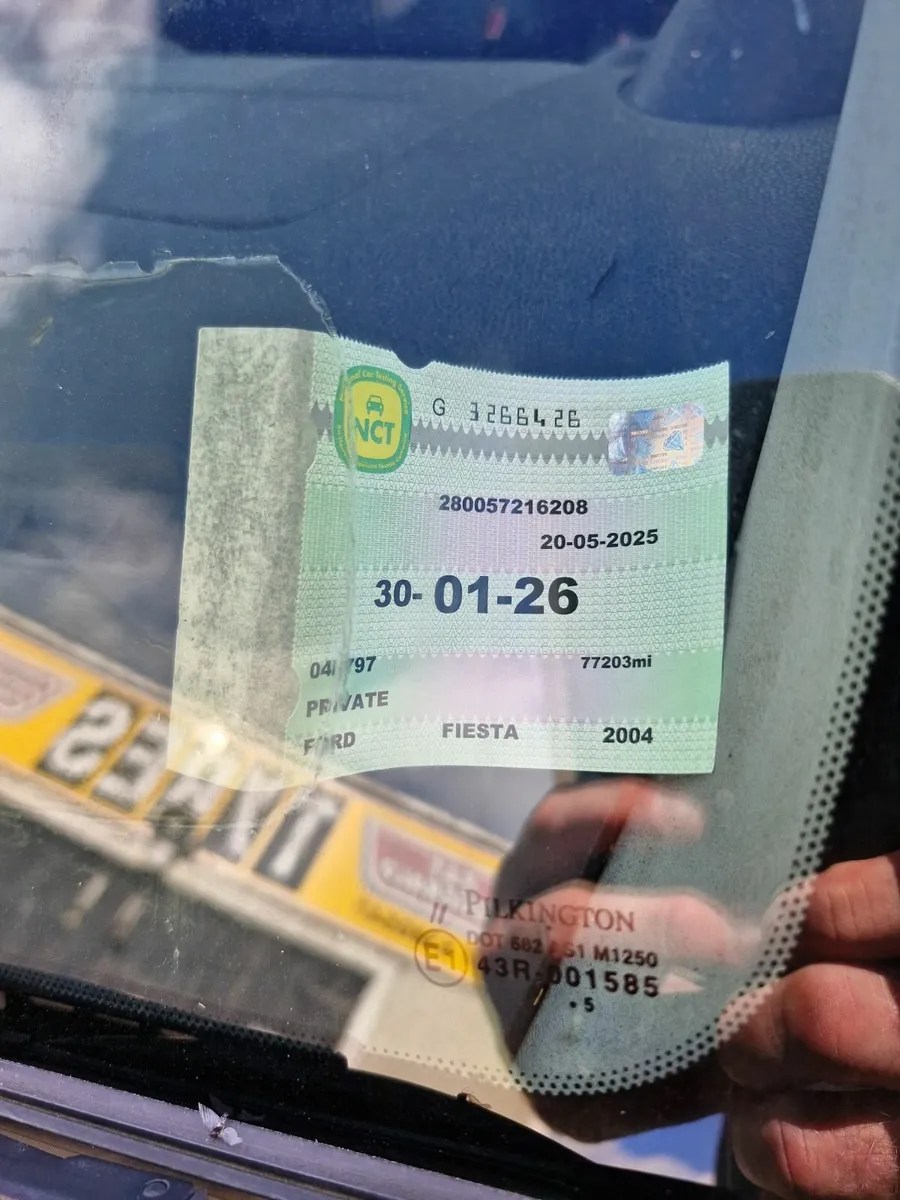 NCT
G 3266426
280057216208
20-05-2025
30-01-26
77203mi
PRIVATE
FORD FIESTA 2004
PILKINGTON
DOT 682 M1250
E1 43R-001585
5